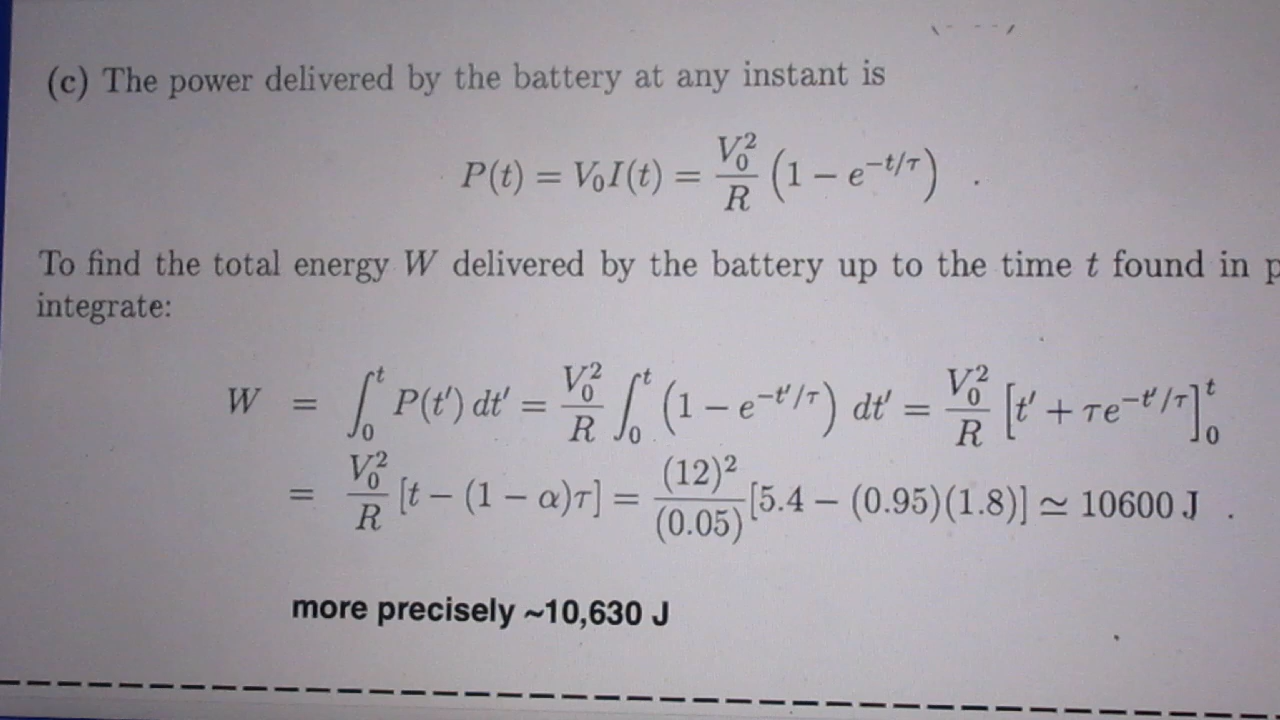 (c) The power delivered by the battery at any instant is
P(t) = V₀I(t) = V₀²/R (1 − e^{−t/τ}) .
To find the total energy W delivered by the battery up to the time t found in
integrate:
W = ∫₀ᵗ P(t′) dt′ = V₀²/R ∫₀ᵗ (1 − e^{−t′/τ}) dt′ = V₀²/R [t′ + τe^{−t′/τ}]₀ᵗ
= V₀²/R [t − (1 − α)τ] = (12)²/(0.05) [5.4 − (0.95)(1.8)] ≃ 10600 J .
more precisely ~10,630 J